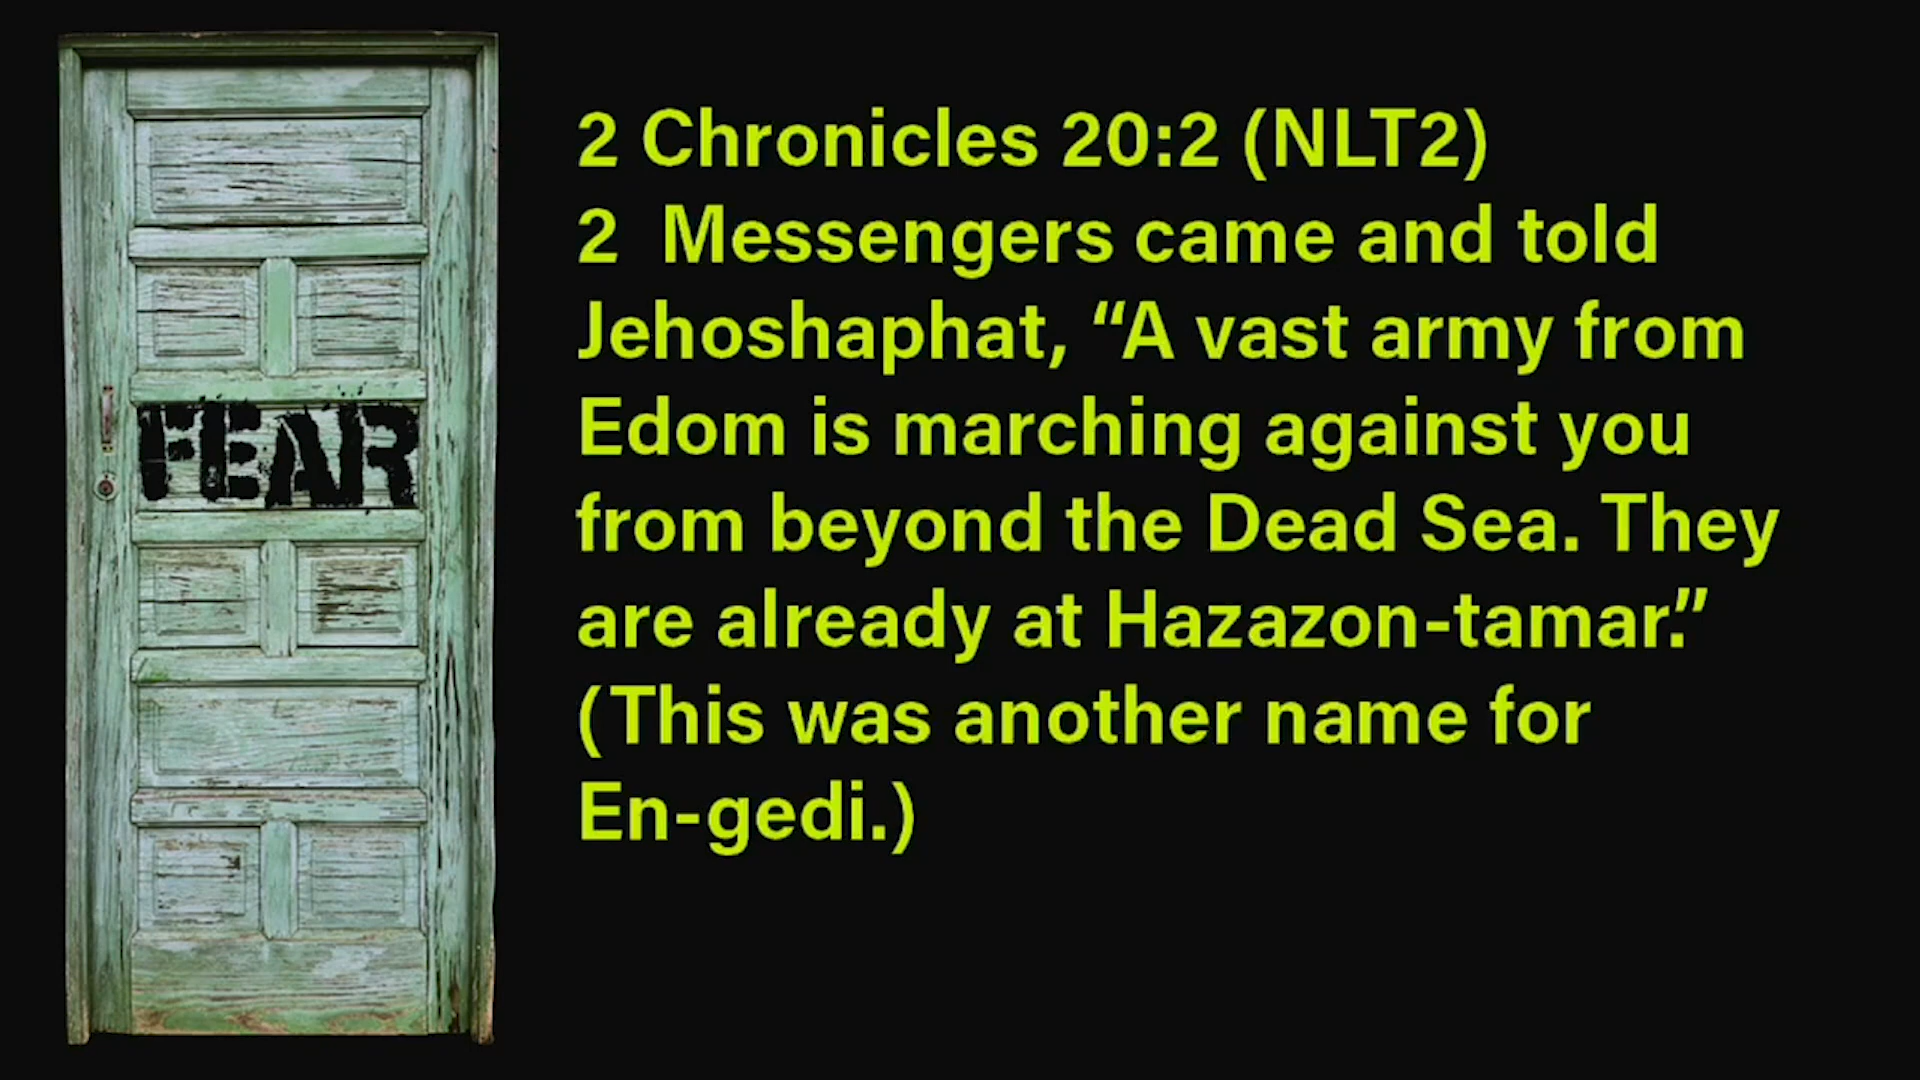 FEAR
2 Chronicles 20:2 (NLT2)
2  Messengers came and told
Jehoshaphat, “A vast army from
Edom is marching against you
from beyond the Dead Sea. They
are already at Hazazon-tamar.”
(This was another name for
En-gedi.)